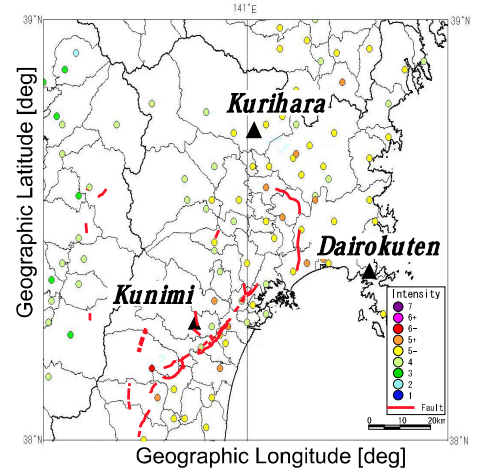 141°E
39°N
39°N
Geographic Latitude [deg]
Kurihara
Dairokuten
Kunimi
Intensity
7
6+
6-
5+
5-
4
3
2
1
Fault
0 10 20km
38°N
38°N
Geographic Longitude [deg]